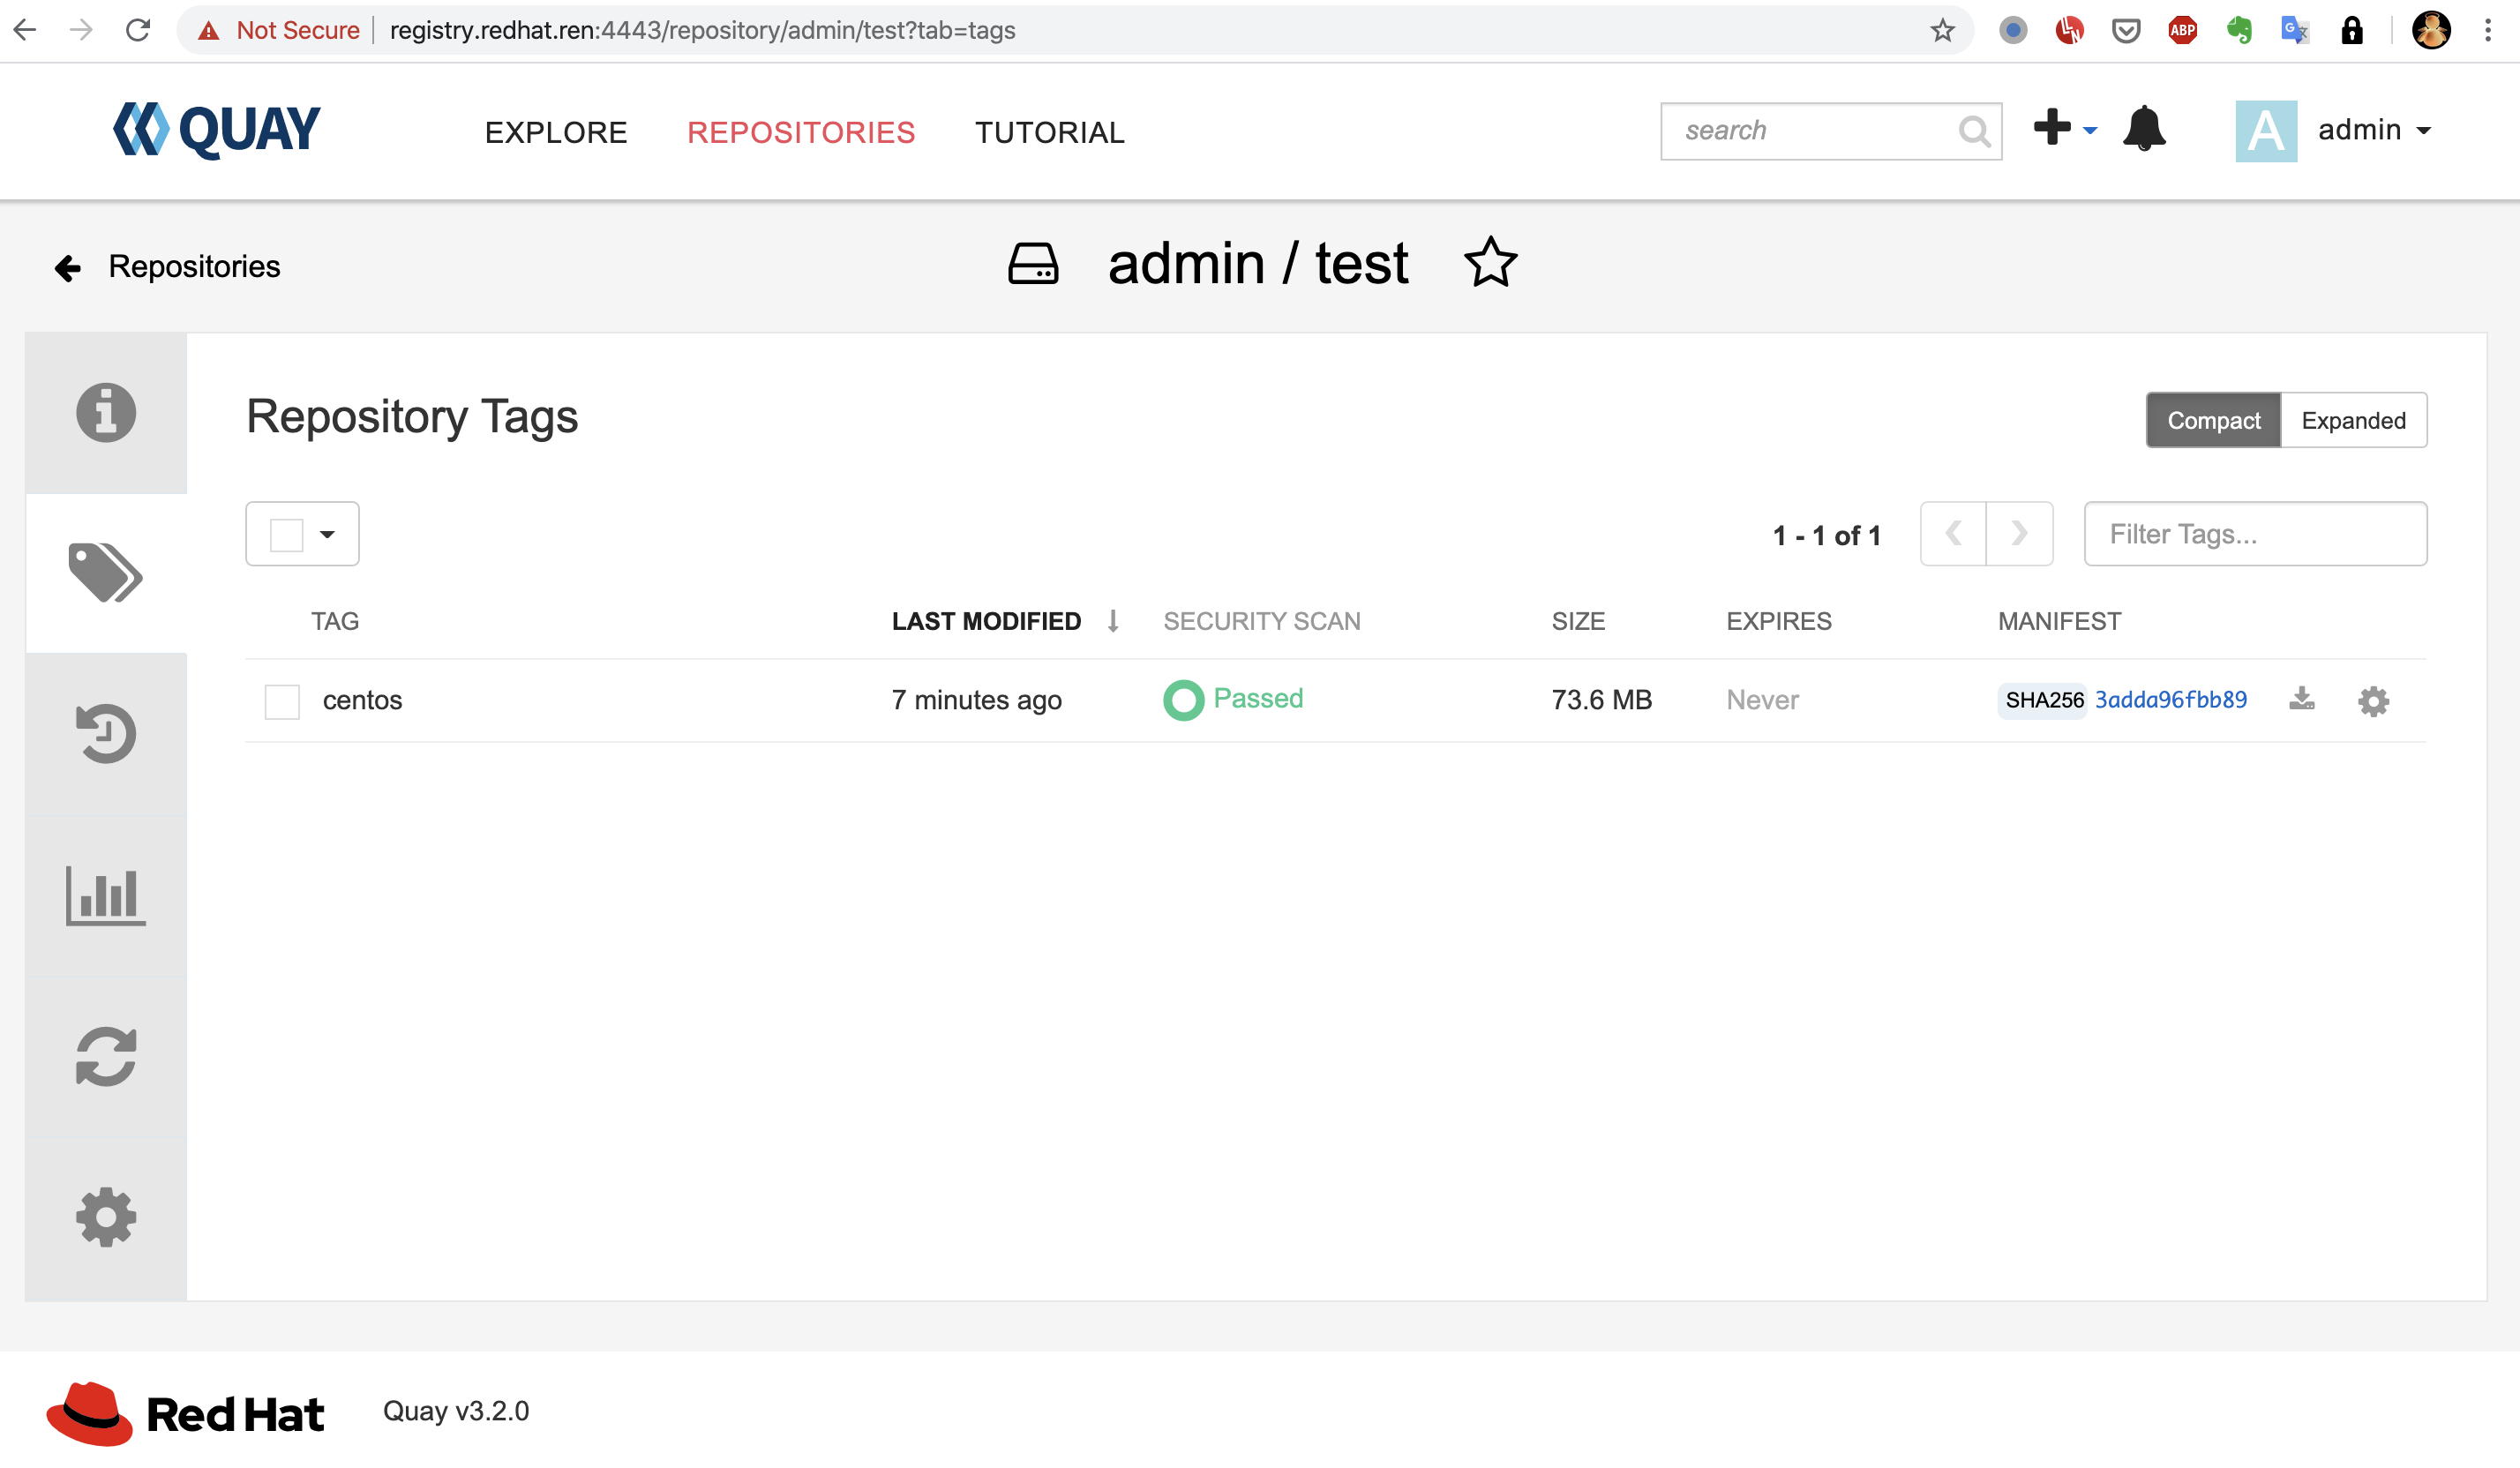 Not Secure registry.redhat.ren:4443/repository/admin/test?tab=tags
ABP
QUAY EXPLORE REPOSITORIES TUTORIAL search A admin
Repositories admin / test
Repository Tags Compact Expanded
1 - 1 of 1 Filter Tags...
TAG LAST MODIFIED SECURITY SCAN SIZE EXPIRES MANIFEST
centos 7 minutes ago Passed 73.6 MB Never SHA256 3adda96fbb89
Red Hat Quay v3.2.0